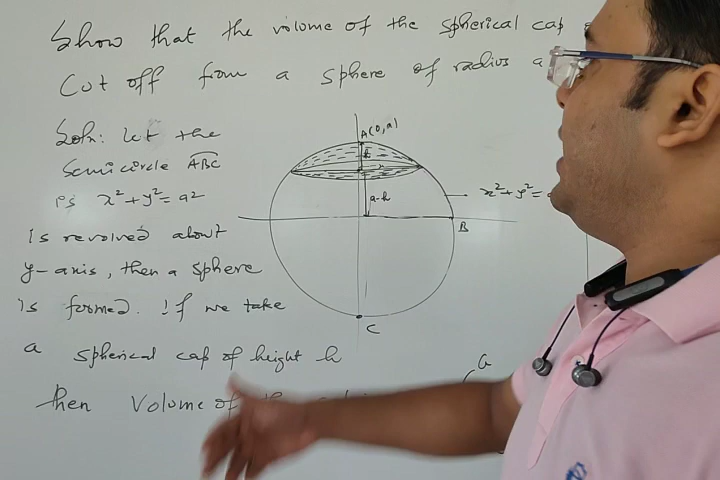 Show that the volume of the spherical cap
Cut off from a sphere of radius a
Soln: let the
Semicircle ABC
is x²+y²=a²
is revolved about
y-axis, then a sphere
is formed. If we take
a spherical cap of height h
then Volume of
A(0,a)
h
a-h
x²+y²=
B
C
a